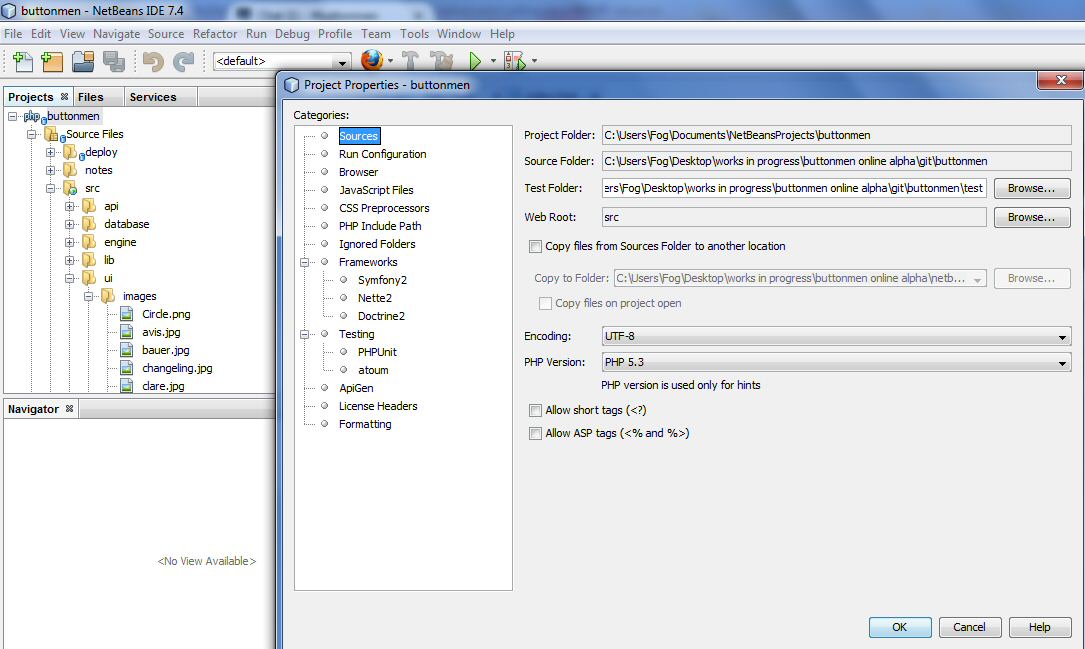 buttonmen - NetBeans IDE 7.4
File Edit View Navigate Source Refactor Run Debug Profile Team Tools Window Help
<default>
Projects Files Services
buttonmen
Source Files
deploy
notes
src
api
database
engine
lib
ui
images
Circle.png
avis.jpg
bauer.jpg
changeling.jpg
clare.jpg
Navigator
<No View Available>
Project Properties - buttonmen
Categories:
Sources
Run Configuration
Browser
JavaScript Files
CSS Preprocessors
PHP Include Path
Ignored Folders
Frameworks
Symfony2
Nette2
Doctrine2
Testing
PHPUnit
atoum
ApiGen
License Headers
Formatting
Project Folder: C:\Users\Fog\Documents\NetBeansProjects\buttonmen
Source Folder: C:\Users\Fog\Desktop\works in progress\buttonmen online alpha\git\buttonmen
Test Folder: ers\Fog\Desktop\works in progress\buttonmen online alpha\git\buttonmen\test Browse...
Web Root: src Browse...
Copy files from Sources Folder to another location
Copy to Folder: C:\Users\Fog\Desktop\works in progress\buttonmen online alpha\netb... Browse...
Copy files on project open
Encoding: UTF-8
PHP Version: PHP 5.3
PHP version is used only for hints
Allow short tags (<?)
Allow ASP tags (<% and %>)
OK Cancel Help